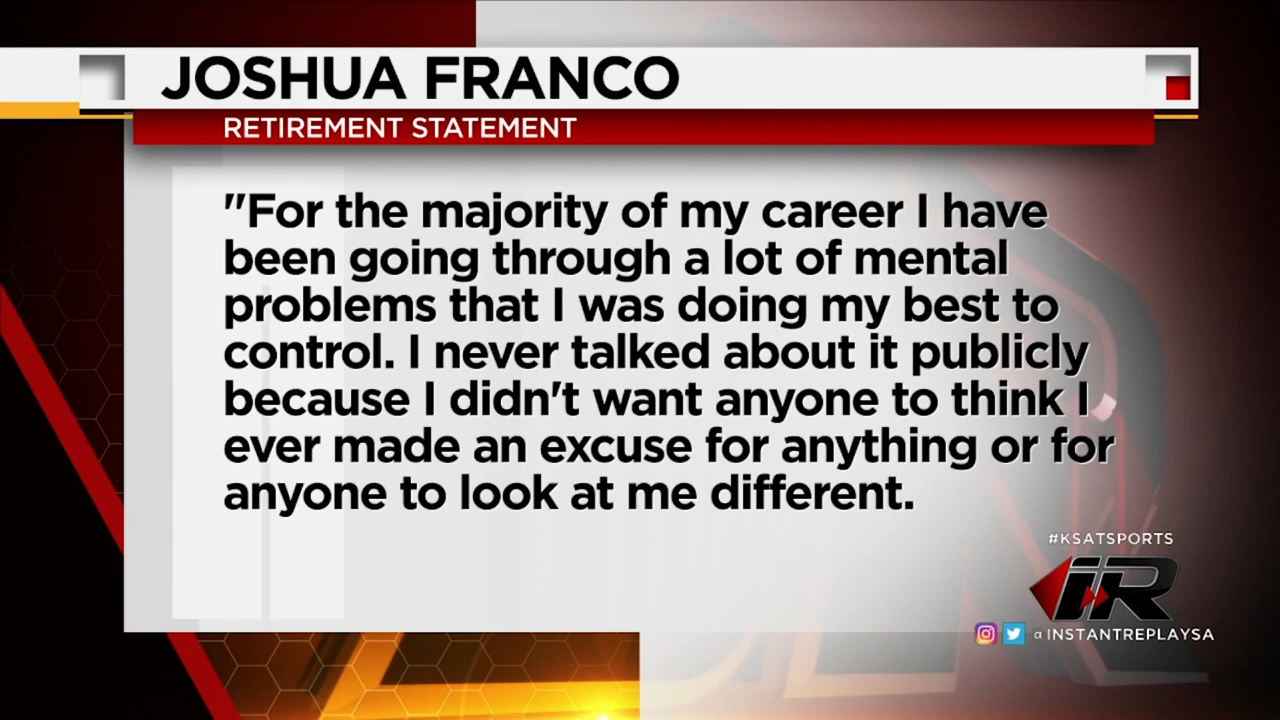 JOSHUA FRANCO
RETIREMENT STATEMENT
"For the majority of my career I have
been going through a lot of mental
problems that I was doing my best to
control. I never talked about it publicly
because I didn't want anyone to think I
ever made an excuse for anything or for
anyone to look at me different.
#KSATSPORTS
iR
@INSTANTREPLAYSA